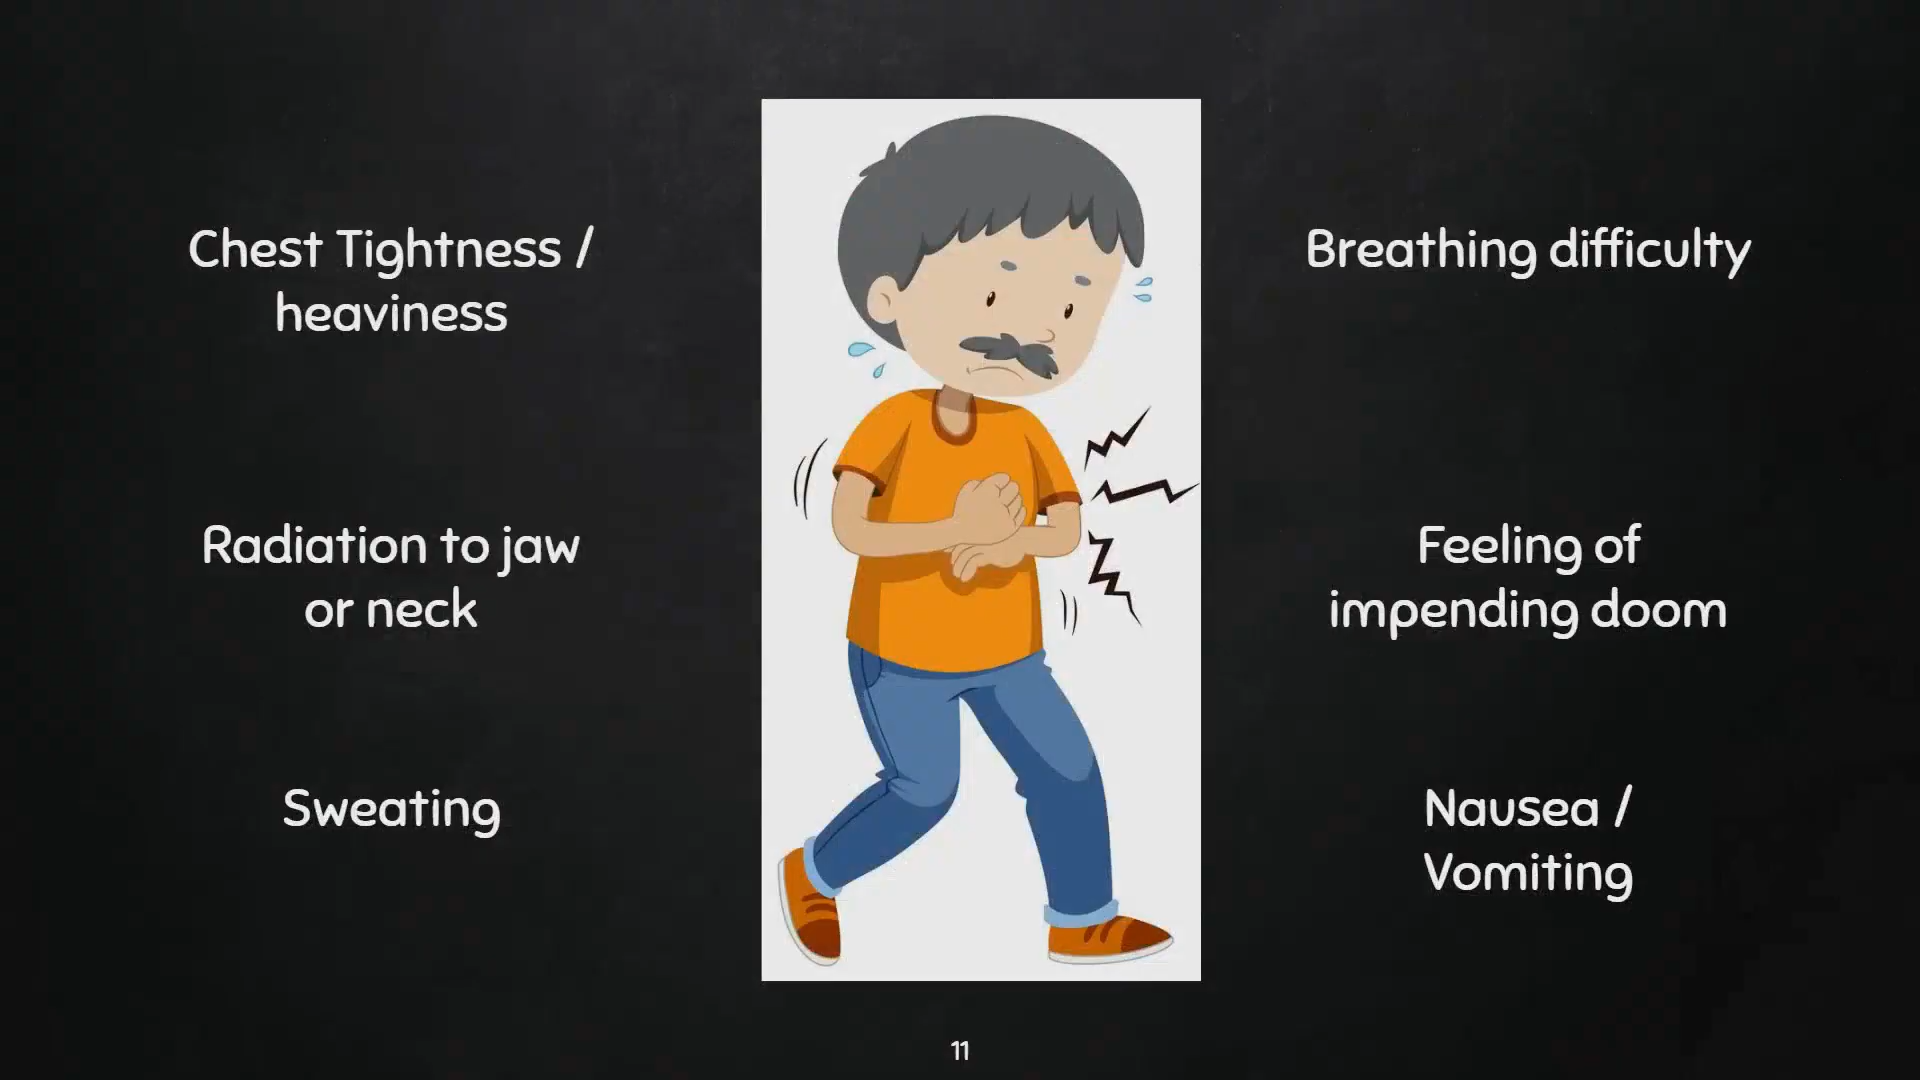 Chest Tightness /
heaviness
Breathing difficulty
Radiation to jaw
or neck
Feeling of
impending doom
Sweating
Nausea /
Vomiting
11